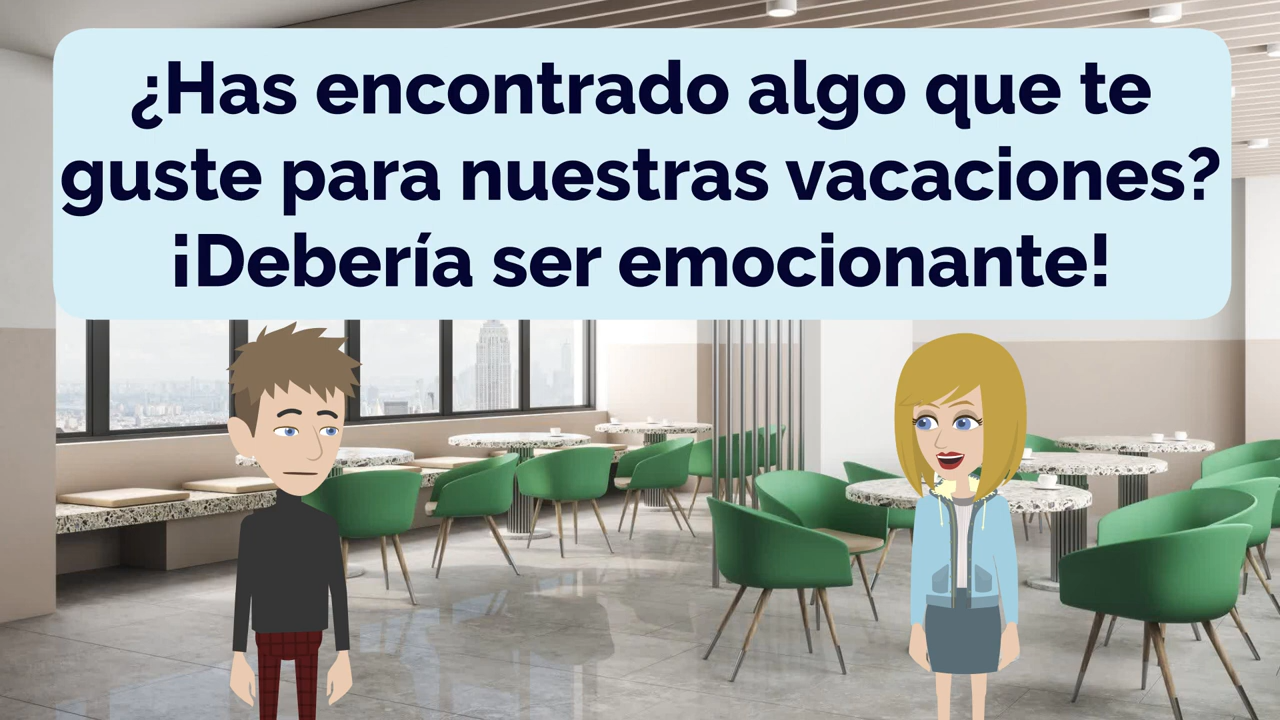 ¿Has encontrado algo que te
guste para nuestras vacaciones?
¡Debería ser emocionante!